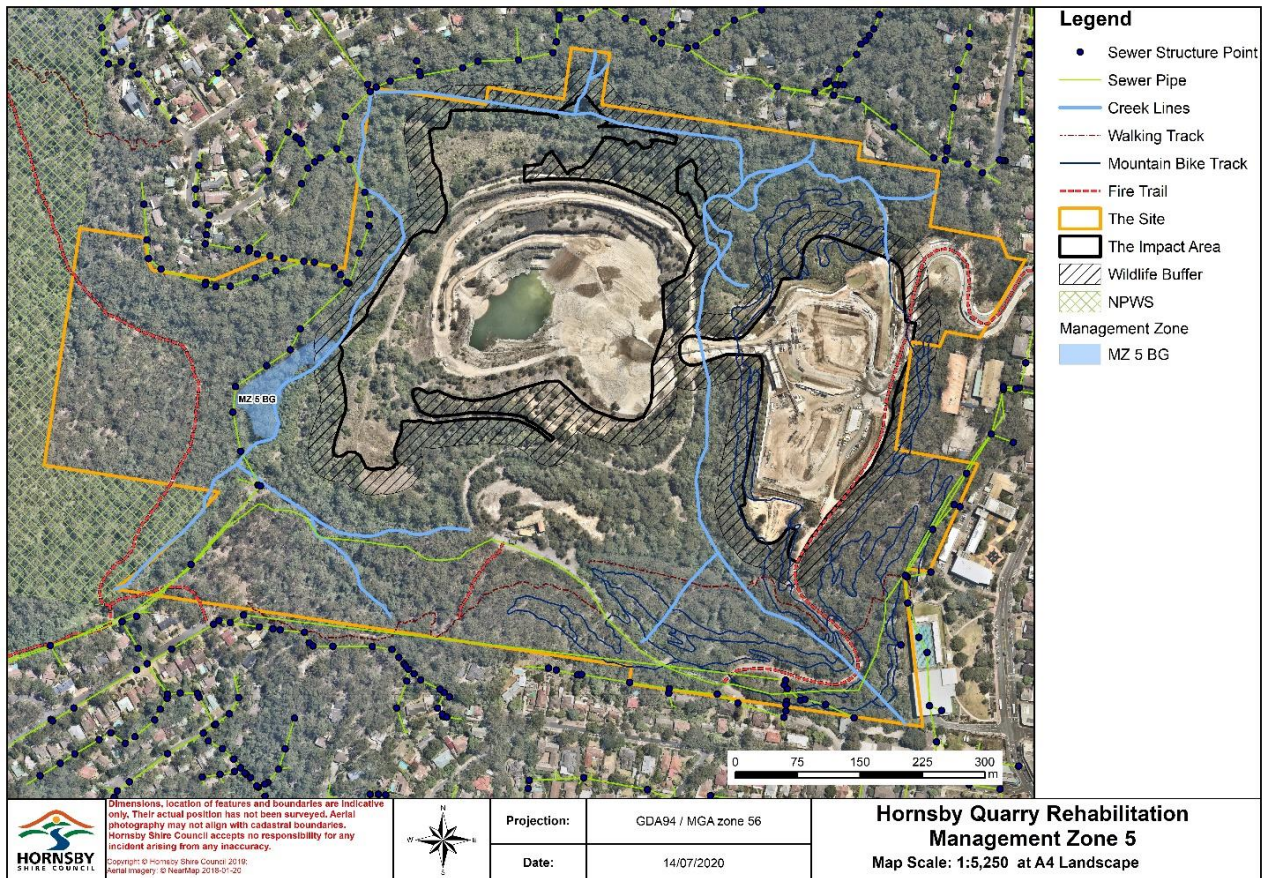 Legend
Sewer Structure Point
Sewer Pipe
Creek Lines
Walking Track
Mountain Bike Track
Fire Trail
The Site
The Impact Area
Wildlife Buffer
NPWS
Management Zone
MZ 5 BG
MZ 5 BG
0 75 150 225 300
m
HORNSBY
SHIRE COUNCIL
Dimensions, location of features and boundaries are indicative
only. Their actual position has not been surveyed. Aerial
photography may not align with cadastral boundaries.
Hornsby Shire Council accepts no responsibility for any
incident arising from any inaccuracy.
Copyright © Hornsby Shire Council 2019;
Aerial Imagery: © NearMap 2018-01-20
N
W E
S
Projection: GDA94 / MGA zone 56
Date: 14/07/2020
Hornsby Quarry Rehabilitation
Management Zone 5
Map Scale: 1:5,250 at A4 Landscape